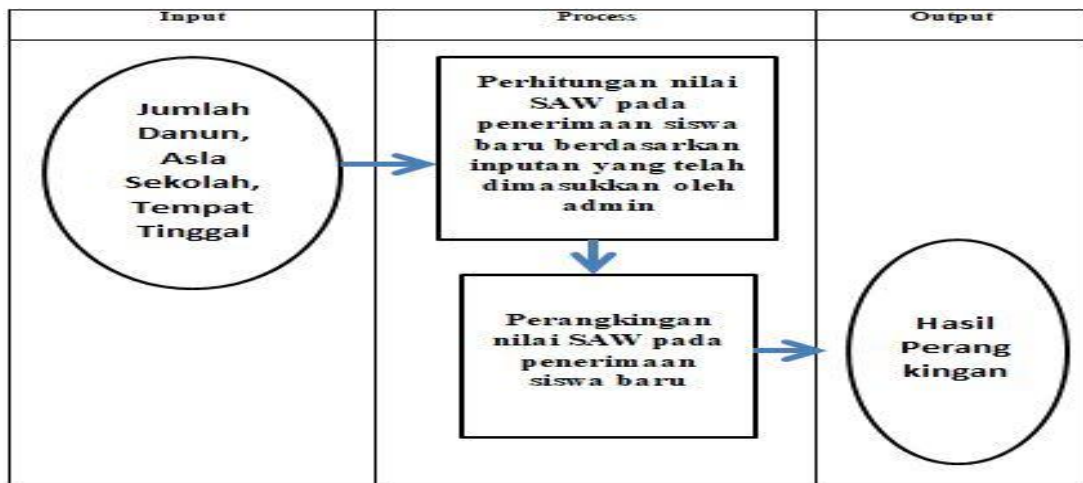 Input
Process
Output
Jumlah
Danun,
Asla
Sekolah,
Tempat
Tinggal
Perhitungan nilai
SAW pada
penerimaan siswa
baru berdasarkan
inputan yang telah
dimasukkan oleh
admin
Perangkingan
nilai SAW pada
penerimaan
siswa baru
Hasil
Perang
kingan